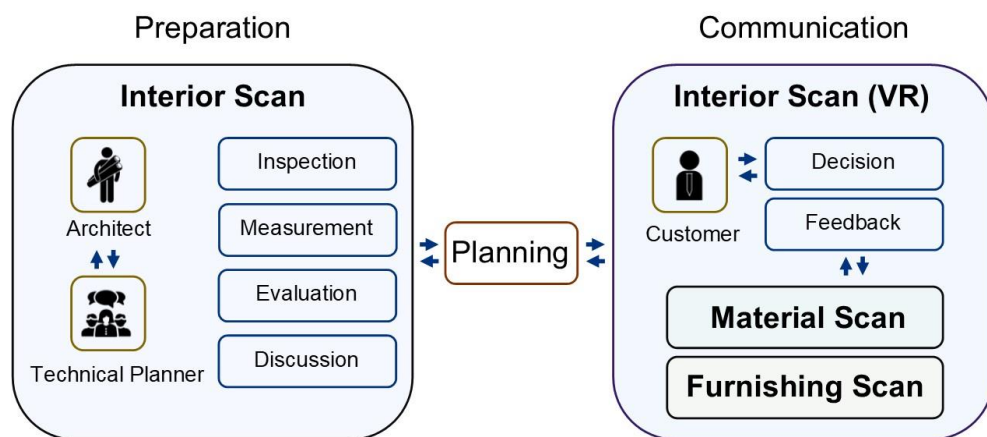 Preparation
Communication
Interior Scan
Inspection
Architect
Measurement
Evaluation
Technical Planner
Discussion
Planning
Interior Scan (VR)
Decision
Customer
Feedback
Material Scan
Furnishing Scan